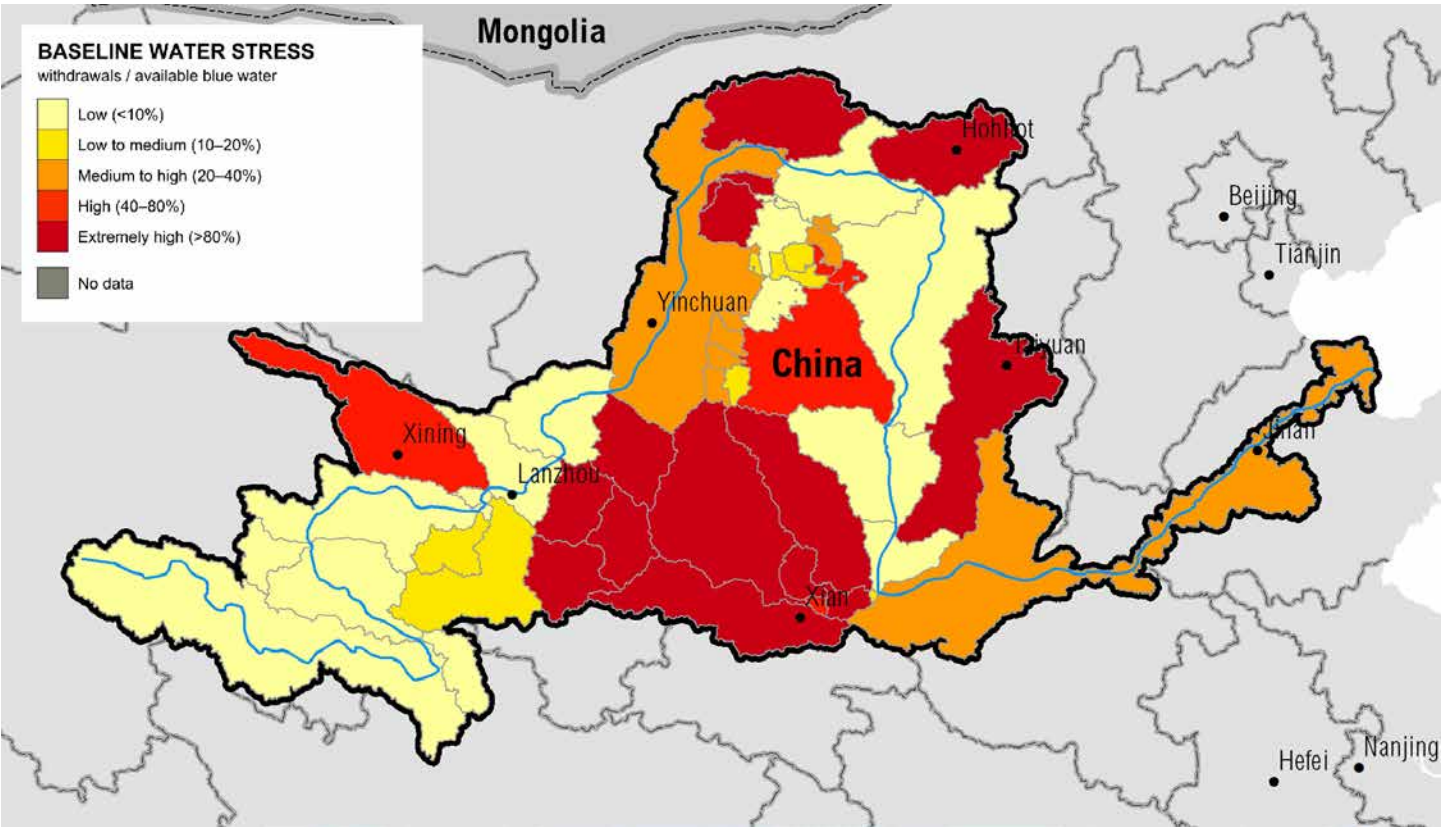 Mongolia
BASELINE WATER STRESS
withdrawals / available blue water
Low (<10%)
Low to medium (10–20%)
Medium to high (20–40%)
High (40–80%)
Extremely high (>80%)
No data
Hohhot
Beijing
Tianjin
Yinchuan
Taiyuan
China
Xining
Lanzhou
Jinan
Xian
Hefei
Nanjing